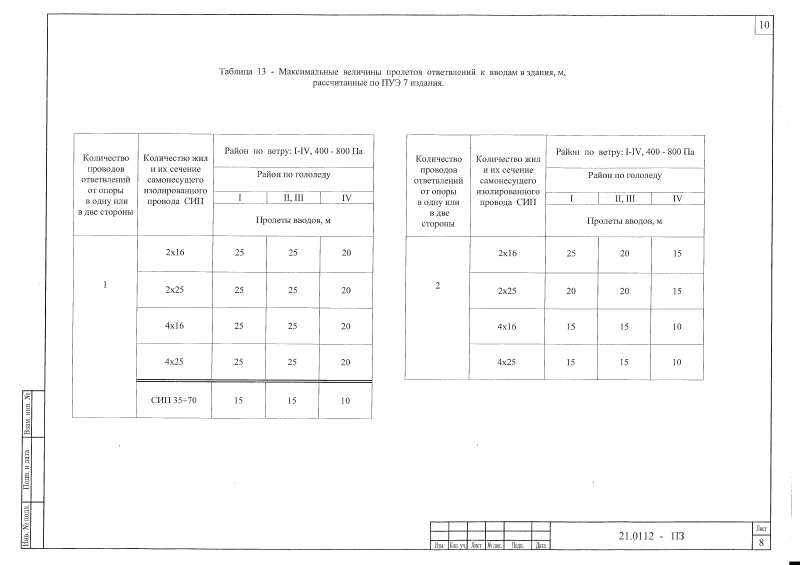 10
Таблица 13 - Максимальные величины пролетов ответвлений к вводам в здания, м,
рассчитанные по ПУЭ 7 издания.
Количество
проводов
ответвлений
от опоры
в одну или
в две стороны
Количество жил
и их сечение
самонесущего
изолированного
провода СИП
Район по ветру: I-IV, 400 - 800 Па
Район по гололеду
I II, III IV
Пролеты вводов, м
1
2х16 25 25 20
2х25 25 25 20
4х16 25 25 20
4х25 25 25 20
СИП 35÷70 15 15 10
Количество
проводов
ответвлений
от опоры
в одну или
в две
стороны
Количество жил
и их сечение
самонесущего
изолированного
провода СИП
Район по ветру: I-IV, 400 - 800 Па
Район по гололеду
I II, III IV
Пролеты вводов, м
2
2х16 25 20 15
2х25 20 20 15
4х16 15 15 10
4х25 15 15 10
Взам. инв. №
Подп. и дата
Инв. № подл.
Изм. Кол. уч. Лист № док. Подп. Дата
21.0112 - ПЗ
Лист
8